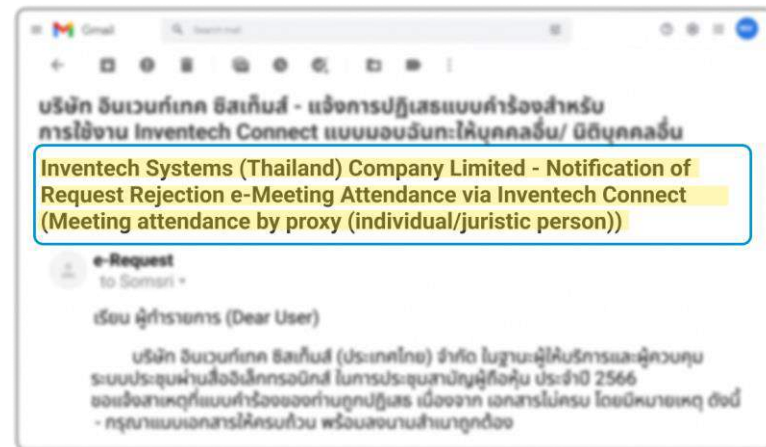 Gmail
Search mail
บริษัท อินเวนท์เทค ซิสเท็มส์ - แจ้งการปฏิเสธแบบคำร้องสำหรับ
การใช้งาน Inventech Connect แบบมอบฉันทะให้บุคคลอื่น/ นิติบุคคลอื่น
Inventech Systems (Thailand) Company Limited - Notification of
Request Rejection e-Meeting Attendance via Inventech Connect
(Meeting attendance by proxy (individual/juristic person))
e-Request
to Somsri
เรียน ผู้ทำรายการ (Dear User)
บริษัท อินเวนท์เทค ซิสเท็มส์ (ประเทศไทย) จำกัด ในฐานะผู้ให้บริการและผู้ควบคุม
ระบบประชุมผ่านสื่ออิเล็กทรอนิกส์ ในการประชุมสามัญผู้ถือหุ้น ประจำปี 2566
ขอแจ้งสาเหตุที่แบบคำร้องของท่านถูกปฏิเสธ เนื่องจาก เอกสารไม่ครบ โดยมีหมายเหตุ ดังนี้
- กรุณาแนบเอกสารให้ครบถ้วน พร้อมลงนามสำเนาถูกต้อง